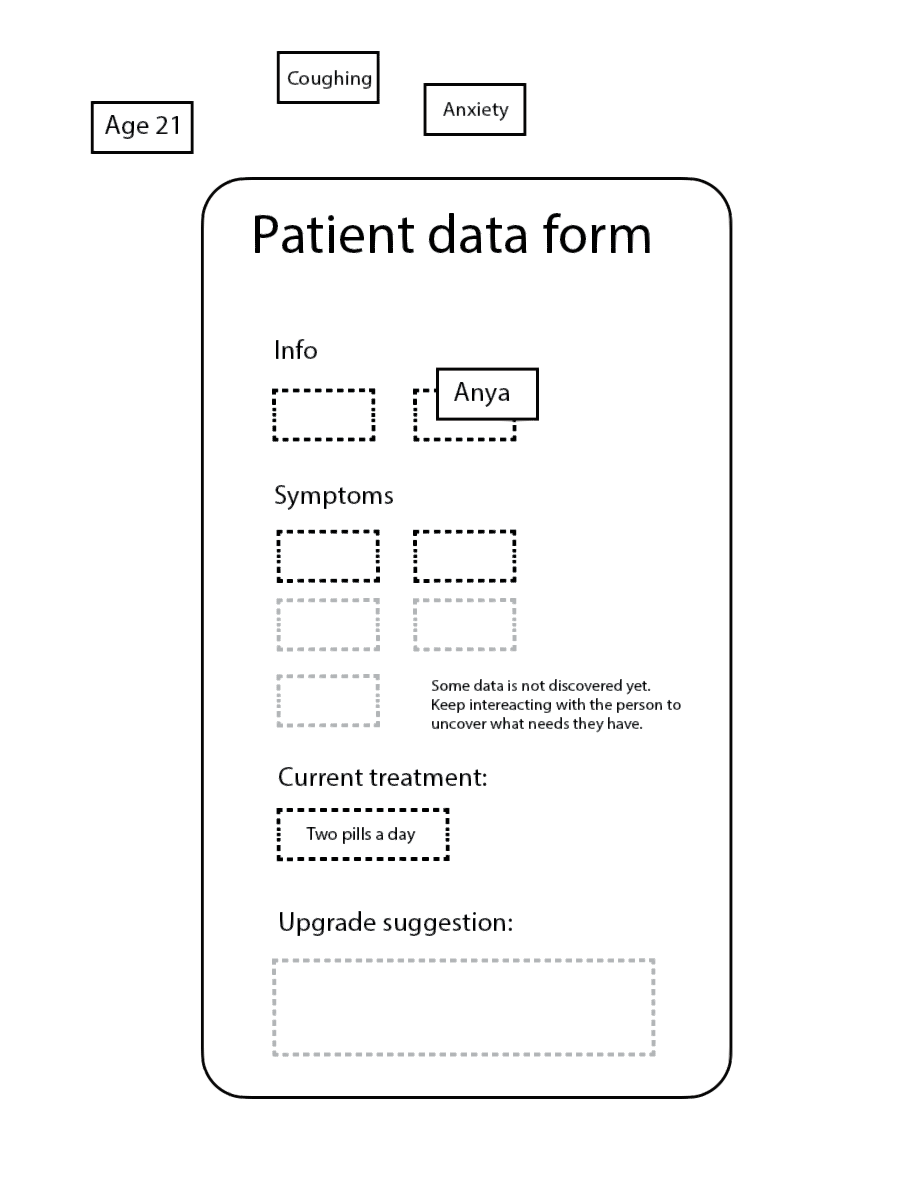 Coughing
Anxiety
Age 21
Patient data form
Info
Anya
Symptoms
Some data is not discovered yet.
Keep intereacting with the person to
uncover what needs they have.
Current treatment:
Two pills a day
Upgrade suggestion: